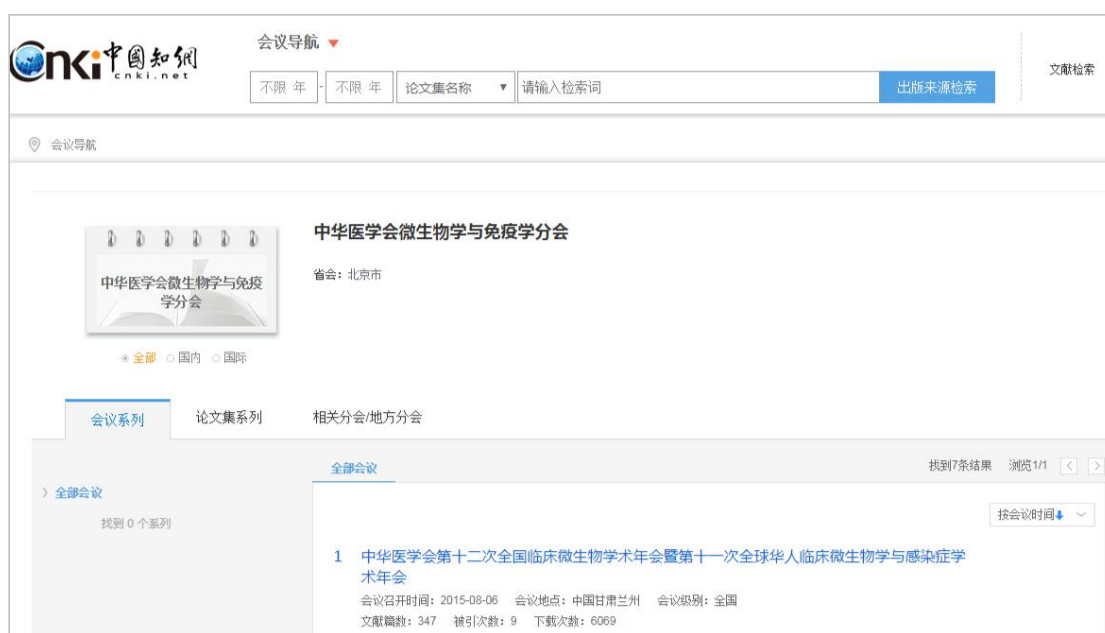 Cnki中国知網
cnki.net
会议导航 ▼
不限 年 - 不限 年 论文集名称 ▼ 请输入检索词 出版来源检索
文献检索
会议导航
中华医学会微生物学与免疫
学分会
中华医学会微生物学与免疫学分会
省会：北京市
全部 国内 国际
会议系列 论文集系列 相关分会/地方分会
全部会议 找到7条结果 浏览1/1 < >
> 全部会议
找到 0 个系列
按会议时间↓
1 中华医学会第十二次全国临床微生物学术年会暨第十一次全球华人临床微生物学与感染症学
术年会
会议召开时间：2015-08-06 会议地点：中国甘肃兰州 会议级别：全国
文献篇数：347 被引次数：9 下载次数：6069